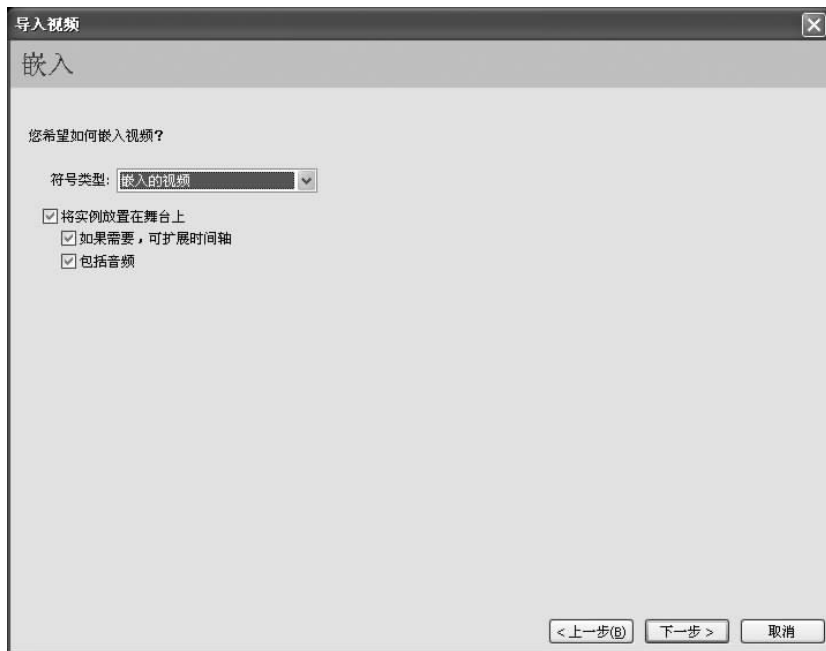 导入视频
嵌入
您希望如何嵌入视频?
符号类型: 嵌入的视频
将实例放置在舞台上
如果需要，可扩展时间轴
包括音频
<上一步(B) 下一步> 取消